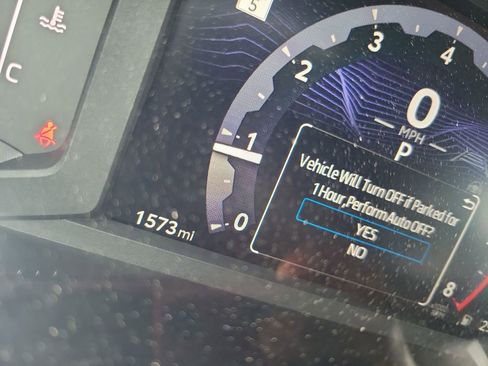 5
C
2
3
4
0
MPH
P
1
0
Vehicle Will Turn OFF if Parked for
1 Hour, Perform Auto OFF?
YES
NO
1573 mi
8